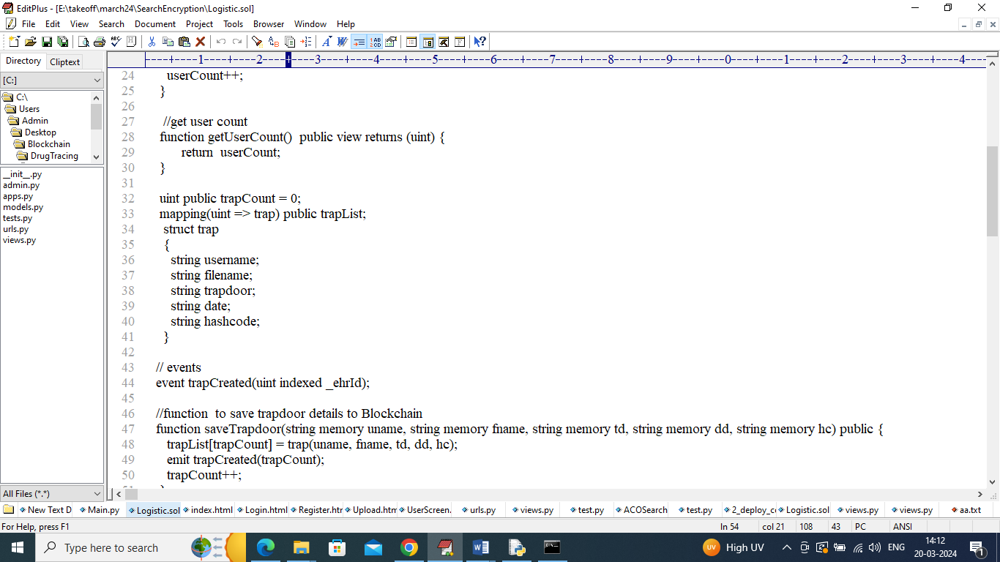 EditPlus - [E:\takeoff\march24\SearchEncryption\Logistic.sol]
File Edit View Search Document Project Tools Browser Window Help
Directory Cliptext
[C:]
C:\
Users
Admin
Desktop
Blockchain
DrugTracing
__init__.py
admin.py
apps.py
models.py
tests.py
urls.py
views.py
All Files (*.*)
----+----1----+----2----+----3----+----4----+----5----+----6----+----7----+----8----+----9----+----0----+----1----+----2----+----3----+----4
24 userCount++;
25 }
26
27 //get user count
28 function getUserCount()  public view returns (uint) {
29 return  userCount;
30 }
31
32 uint public trapCount = 0;
33 mapping(uint => trap) public trapList;
34 struct trap
35 {
36 string username;
37 string filename;
38 string trapdoor;
39 string date;
40 string hashcode;
41 }
42
43 // events
44 event trapCreated(uint indexed _ehrId);
45
46 //function  to save trapdoor details to Blockchain
47 function saveTrapdoor(string memory uname, string memory fname, string memory td, string memory dd, string memory hc) public {
48 trapList[trapCount] = trap(uname, fname, td, dd, hc);
49 emit trapCreated(trapCount);
50 trapCount++;
51 }
New Text D Main.py Logistic.sol index.html Login.html Register.htr Upload.htm UserScreen. urls.py views.py test.py ACOSearch test.py 2_deploy_c Logistic.sol views.py views.py aa.txt
For Help, press F1 ln 54 col 21 108 43 PC ANSI
Type here to search High UV ENG 14:12
20-03-2024